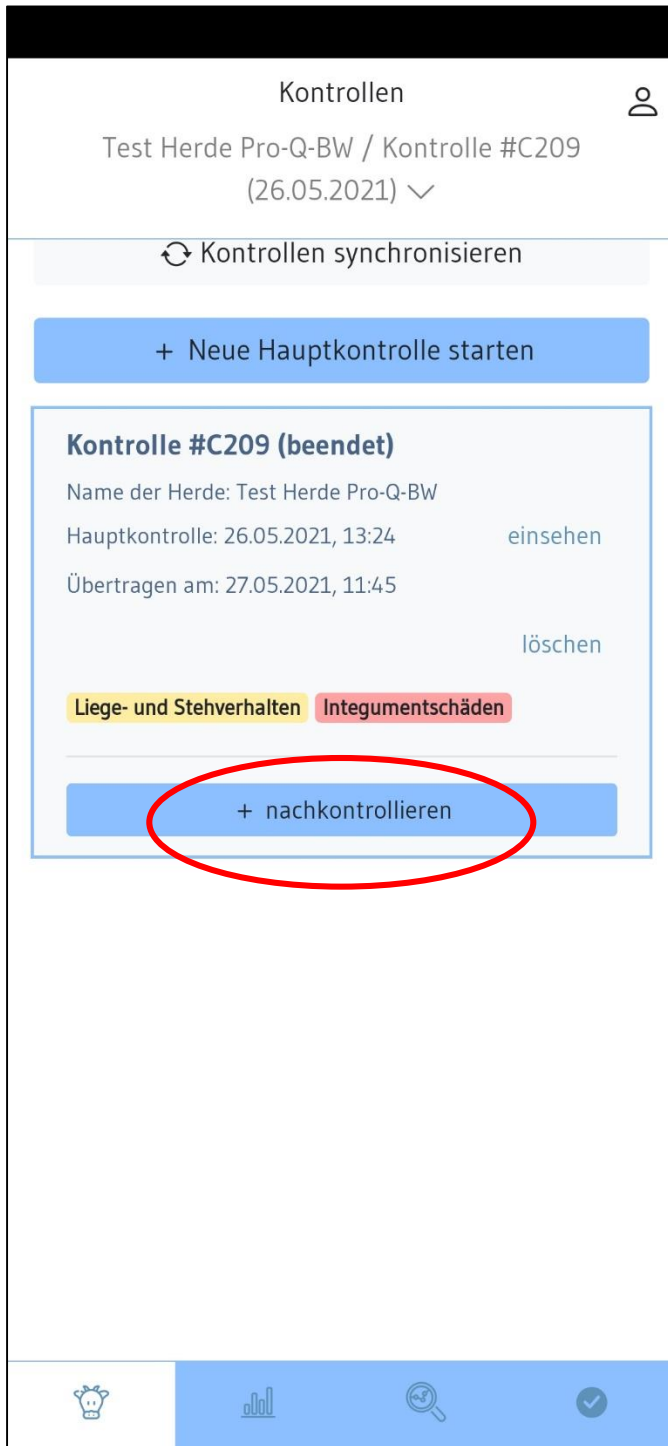 Kontrollen
Test Herde Pro-Q-BW / Kontrolle #C209
(26.05.2021)
Kontrollen synchronisieren
+ Neue Hauptkontrolle starten
Kontrolle #C209 (beendet)
Name der Herde: Test Herde Pro-Q-BW
Hauptkontrolle: 26.05.2021, 13:24 einsehen
Übertragen am: 27.05.2021, 11:45
löschen
Liege- und Stehverhalten Integumentschäden
+ nachkontrollieren